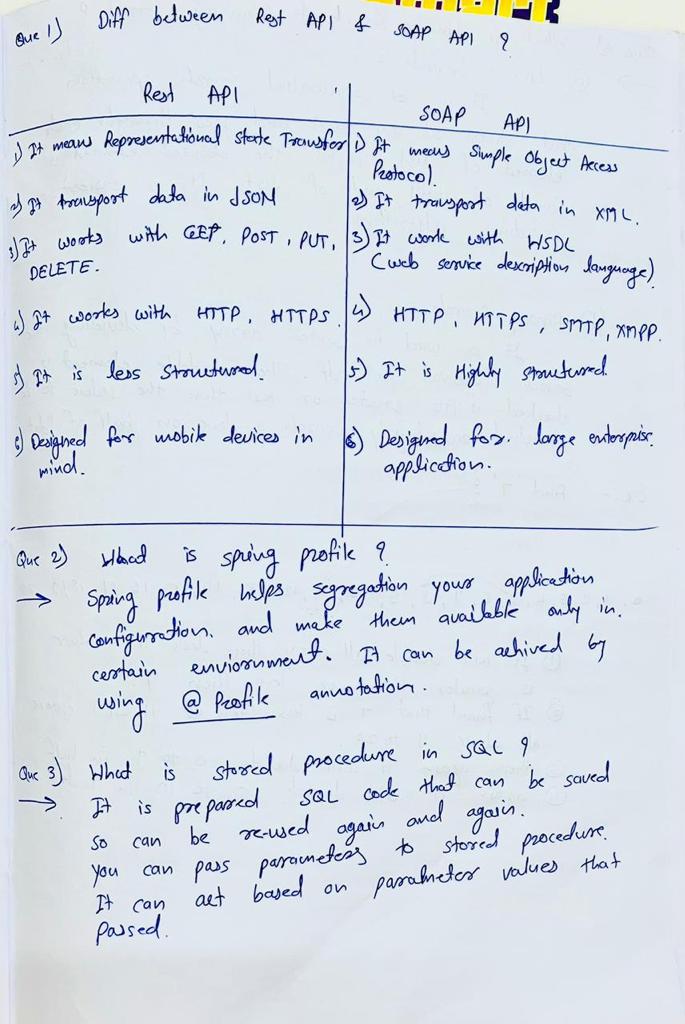 Que 1) Diff between Rest API & SOAP API ?
Rest API
1) It means Representational State Transfer
2) It transport data in JSON
3) It works with GET, POST, PUT,
DELETE.
4) It works with HTTP, HTTPS.
5) It is less Structured.
6) Designed for mobile devices in
mind.
SOAP API
1) It means Simple Object Access
Protocol.
2) It transport data in XML.
3) It work with WSDL
(web service description language).
4) HTTP, HTTPS, SMTP, XMPP.
5) It is Highly structured
6) Designed for. large enterprise
application.
Que 2) What is spring profile ?
→ Spring profile helps segregation your application
configuration. and make them available only in.
certain enviornment. It can be achived by
using @Profile annotation.
Que 3) What is stored procedure in SQL ?
→ It is prepared SQL code that can be saved
so can be re-used again and again.
you can pass parameters to stored procedure.
It can act based on parameter values that
Passed.